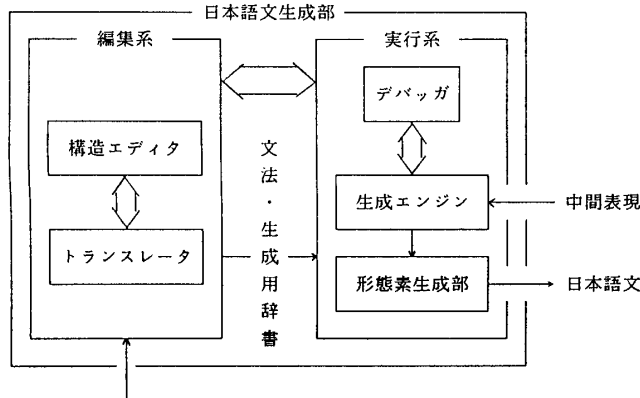 日本語文生成部
編集系
実行系
デバッガ
構造エディタ
文法・生成用辞書
生成エンジン
中間表現
トランスレータ
形態素生成部
日本語文